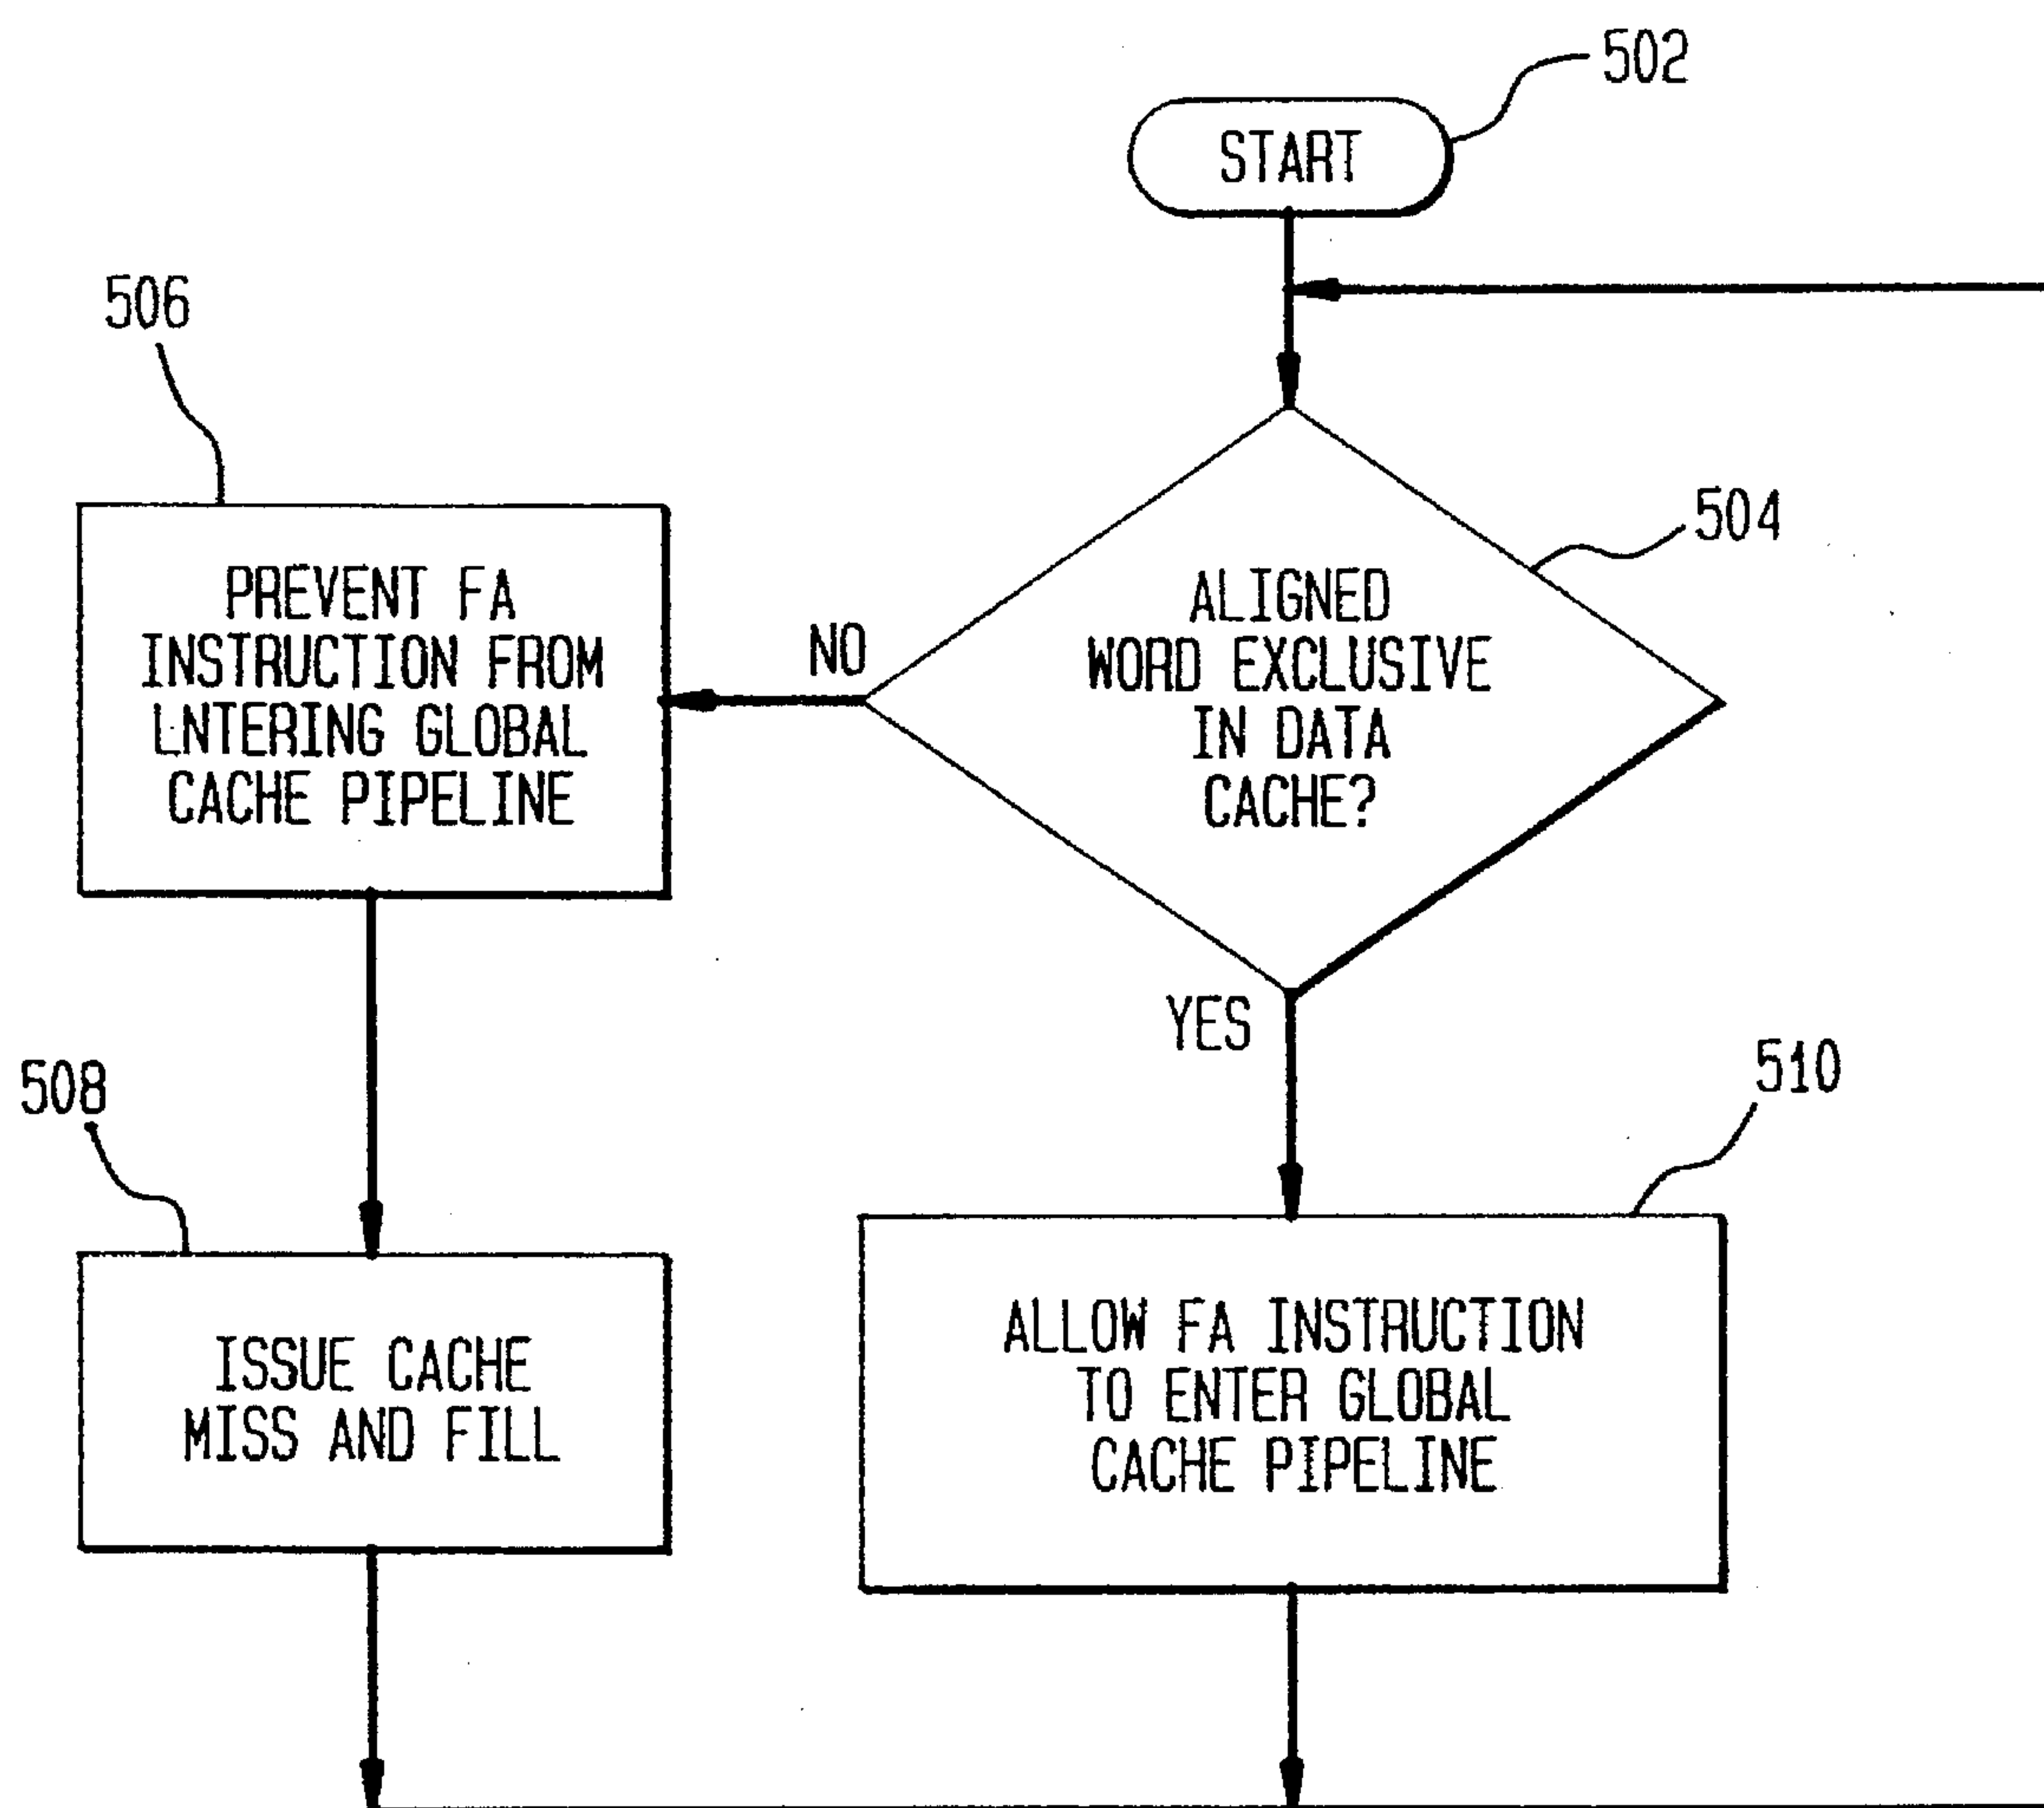 502
START
506
504
PREVENT FA
INSTRUCTION FROM
LNTERING GLOBAL
CACHE PIPELINE
NO
ALIGNED
WORD EXCLUSIVE
IN DATA
CACHE?
YES
508
510
ISSUE CACHE
MISS AND FILL
ALLOW FA INSTRUCTION
TO ENTER GLOBAL
CACHE PIPELINE